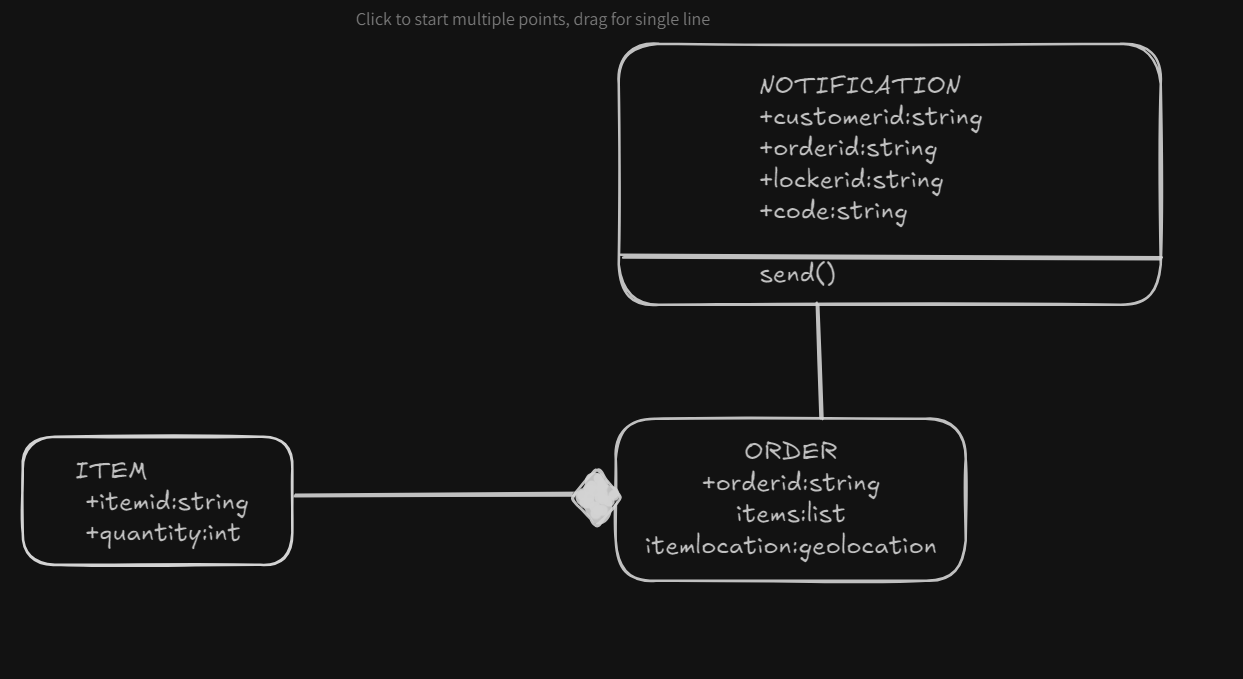 Click to start multiple points, drag for single line
NOTIFICATION
+customerid:string
+orderid:string
+lockerid:string
+code:string
send()
ITEM
+itemid:string
+quantity:int
ORDER
+orderid:string
items:list
itemlocation:geolocation